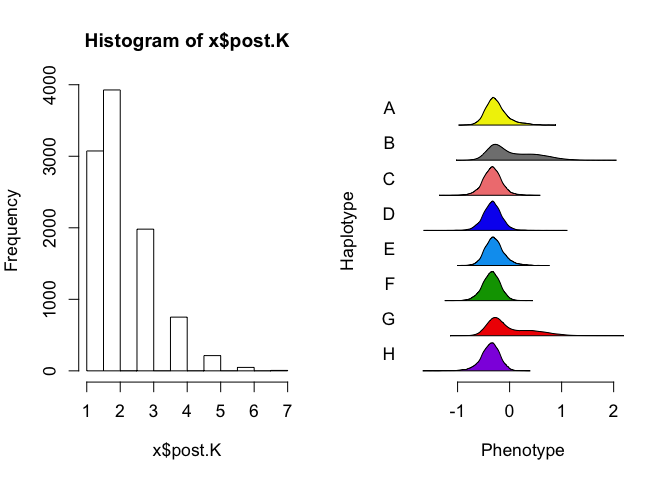 Histogram of x$post.K
Frequency
0
1000
2000
3000
4000
1 2 3 4 5 6 7
x$post.K
Haplotype
A
B
C
D
E
F
G
H
-1 0 1 2
Phenotype